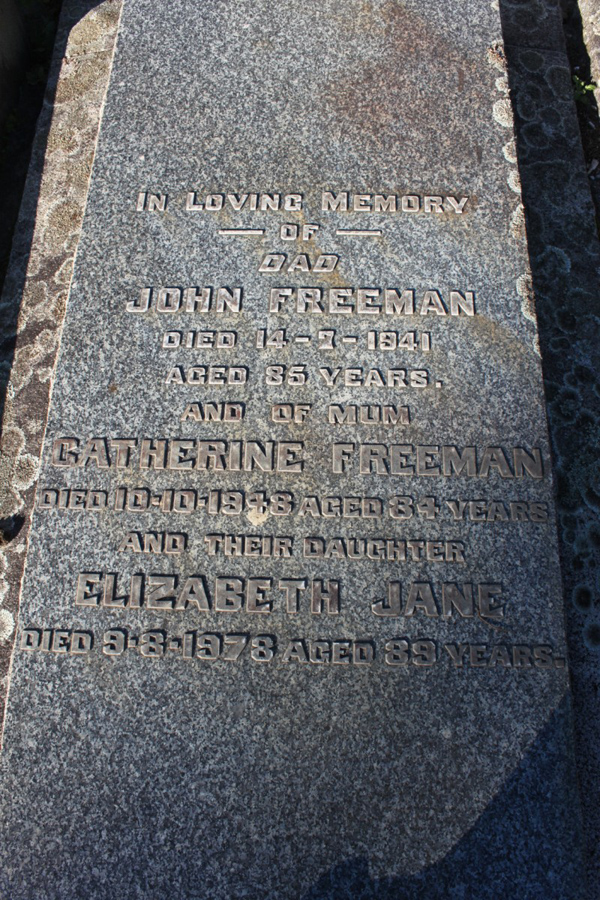 IN LOVING MEMORY
— OF —
DAD
JOHN FREEMAN
DIED 14-7-1941
AGED 85 YEARS.
AND OF MUM
CATHERINE FREEMAN
DIED 10-10-1948 AGED 84 YEARS
AND THEIR DAUGHTER
ELIZABETH JANE
DIED 9-8-1978 AGED 89 YEARS.